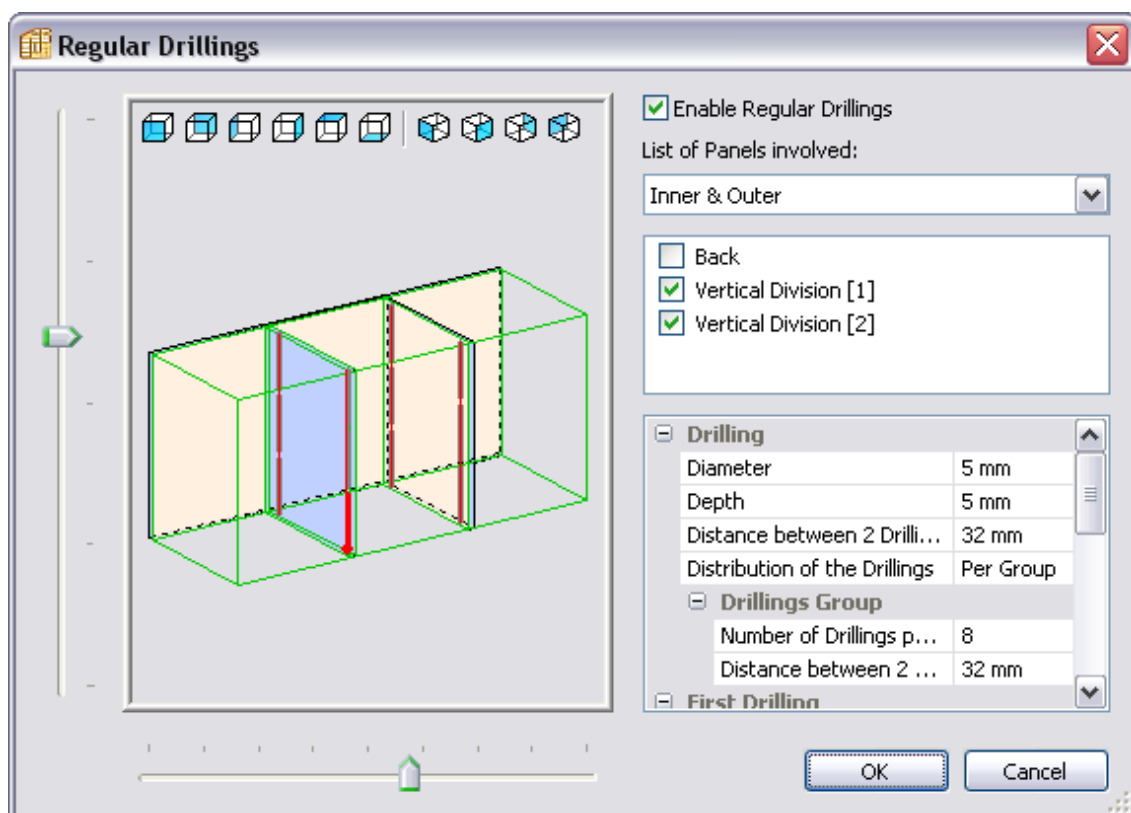 Regular Drillings
Enable Regular Drillings
List of Panels involved:
Inner & Outer
Back
Vertical Division [1]
Vertical Division [2]
Drilling
Diameter 5 mm
Depth 5 mm
Distance between 2 Drilli... 32 mm
Distribution of the Drillings Per Group
Drillings Group
Number of Drillings p... 8
Distance between 2 ... 32 mm
First Drilling
OK Cancel